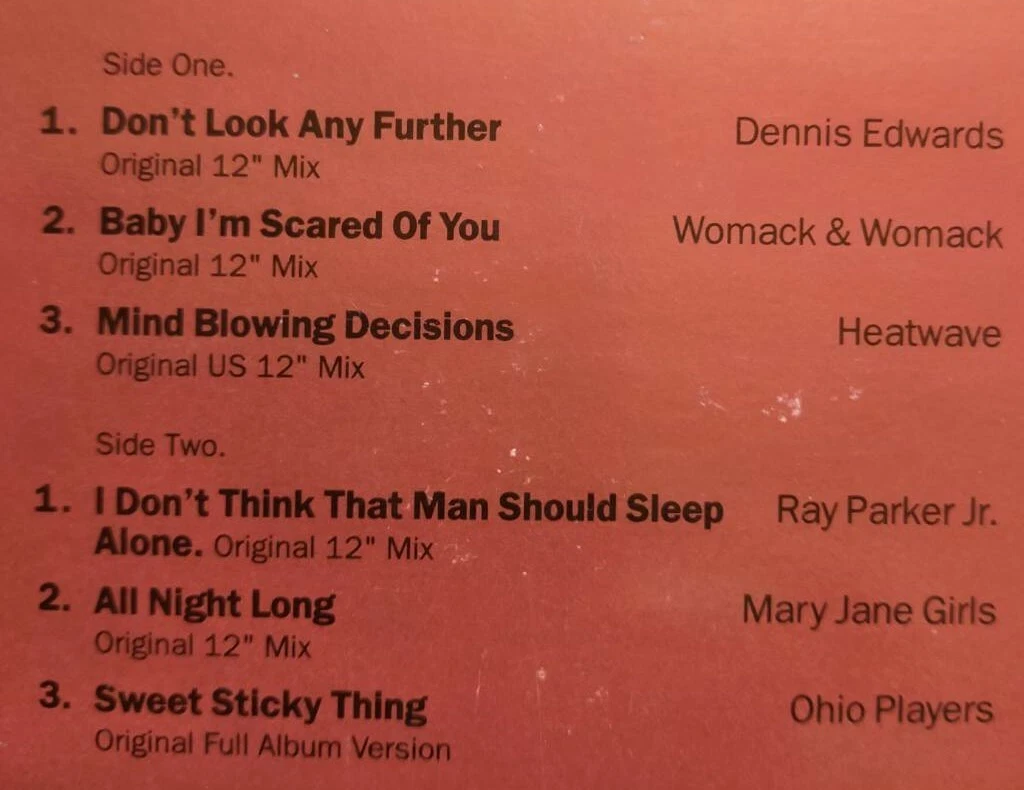 Side One.
1. Don't Look Any Further Dennis Edwards
Original 12" Mix
2. Baby I'm Scared Of You Womack & Womack
Original 12" Mix
3. Mind Blowing Decisions Heatwave
Original US 12" Mix
Side Two.
1. I Don't Think That Man Should Sleep Ray Parker Jr.
Alone. Original 12" Mix
2. All Night Long Mary Jane Girls
Original 12" Mix
3. Sweet Sticky Thing Ohio Players
Original Full Album Version